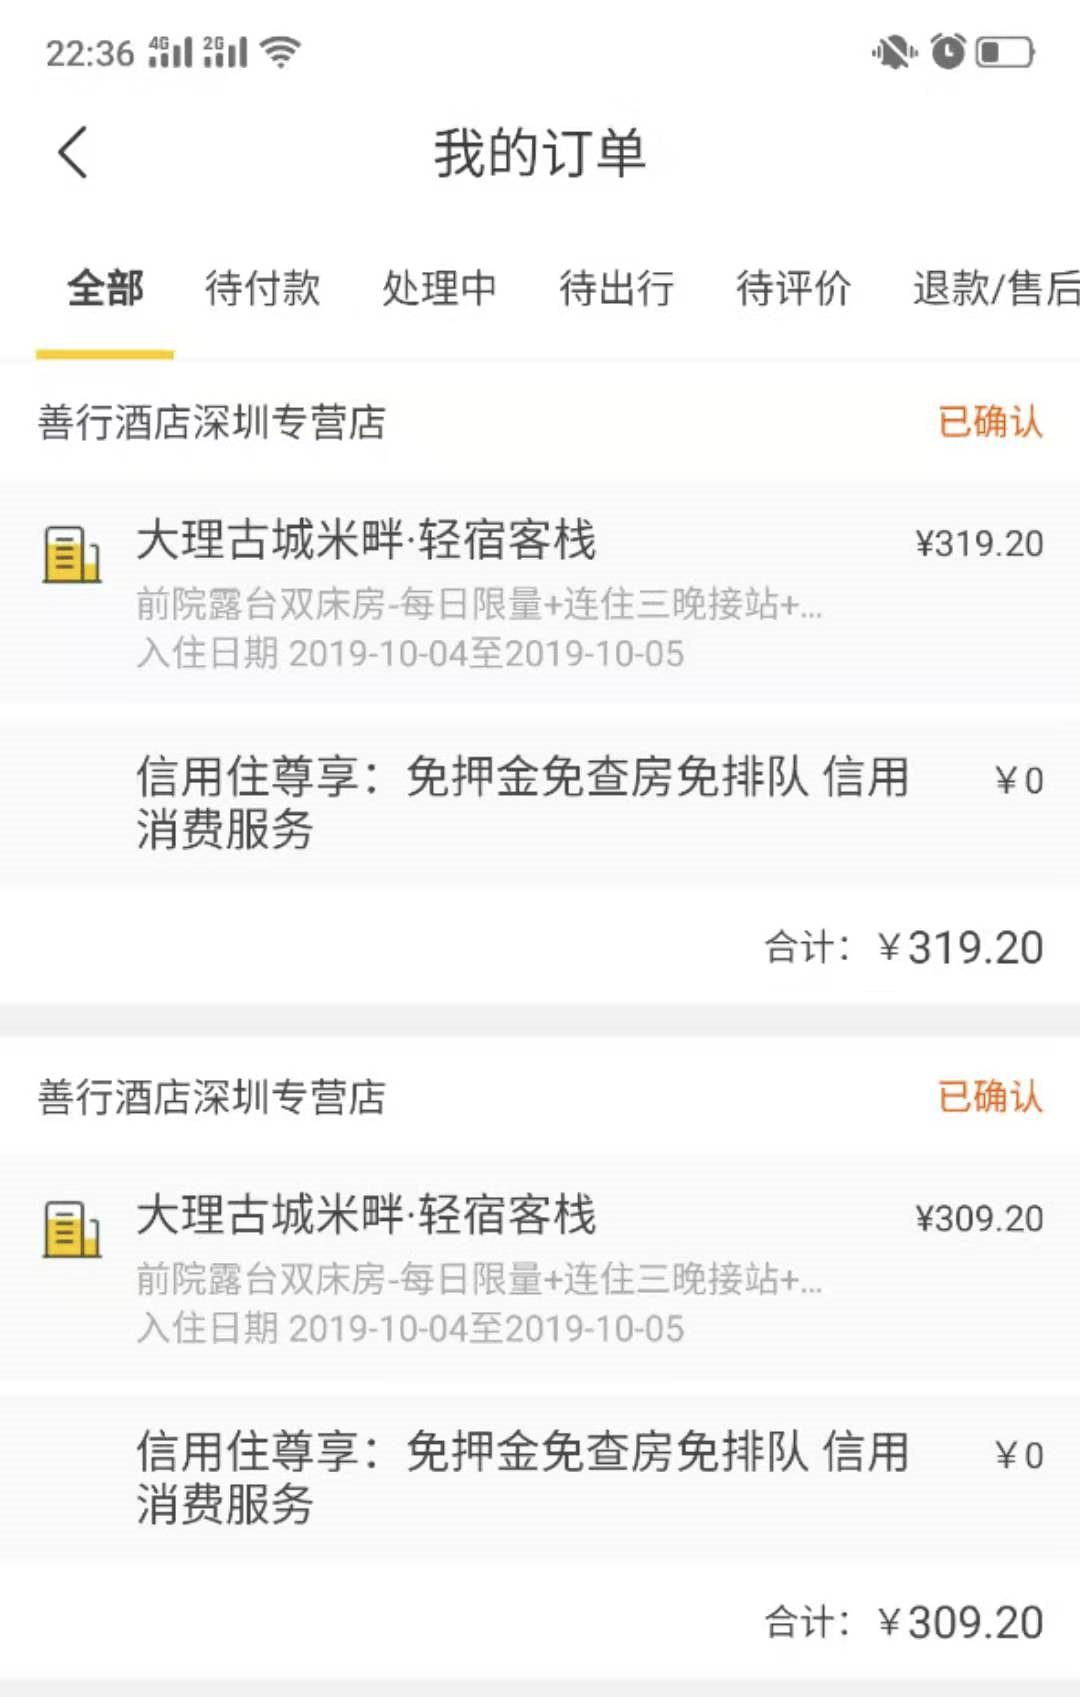 22:36 4G 2G
我的订单
全部 待付款 处理中 待出行 待评价 退款/售后
善行酒店深圳专营店 已确认
大理古城米畔·轻宿客栈 ¥319.20
前院露台双床房-每日限量+连住三晚接站+...
入住日期 2019-10-04至2019-10-05
信用住尊享：免押金免查房免排队 信用 ¥0
消费服务
合计：¥319.20
善行酒店深圳专营店 已确认
大理古城米畔·轻宿客栈 ¥309.20
前院露台双床房-每日限量+连住三晚接站+...
入住日期 2019-10-04至2019-10-05
信用住尊享：免押金免查房免排队 信用 ¥0
消费服务
合计：¥309.20